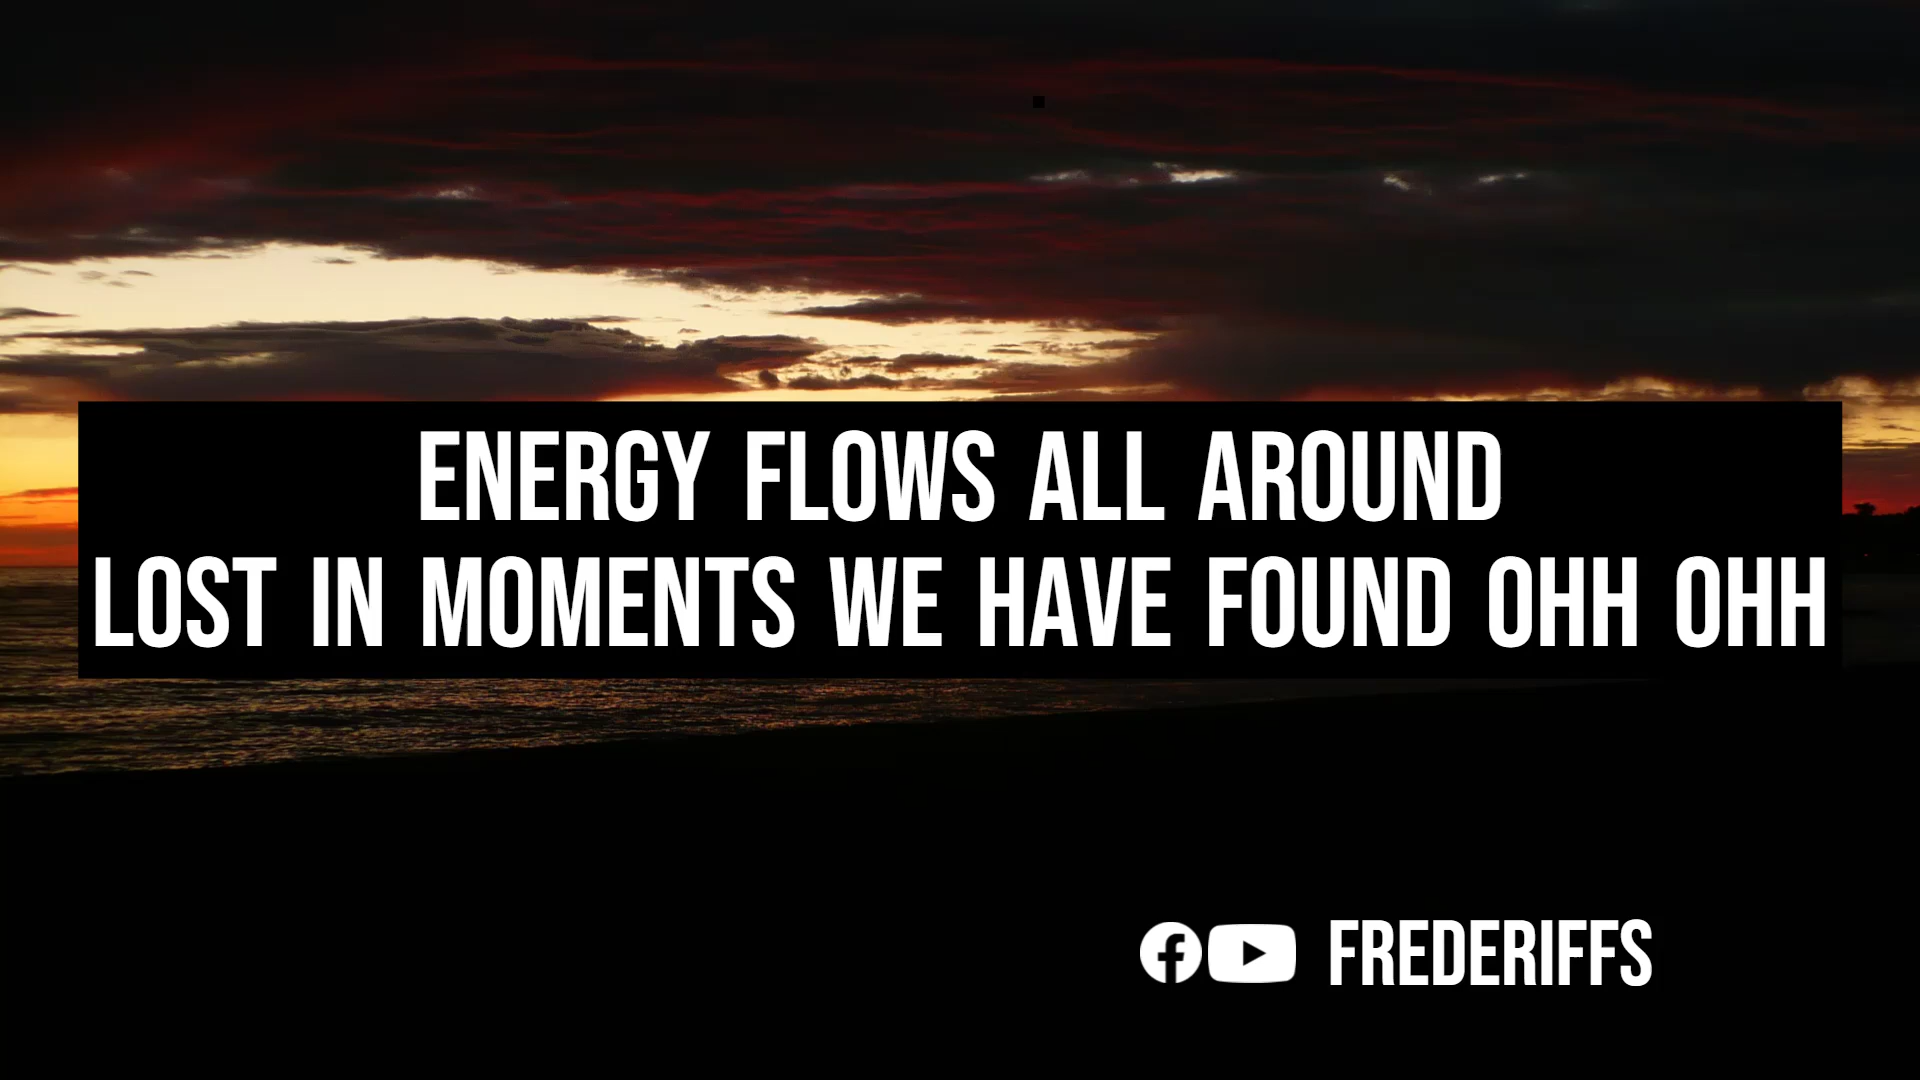 ENERGY FLOWS ALL AROUND
LOST IN MOMENTS WE HAVE FOUND OHH OHH
FREDERIFFS